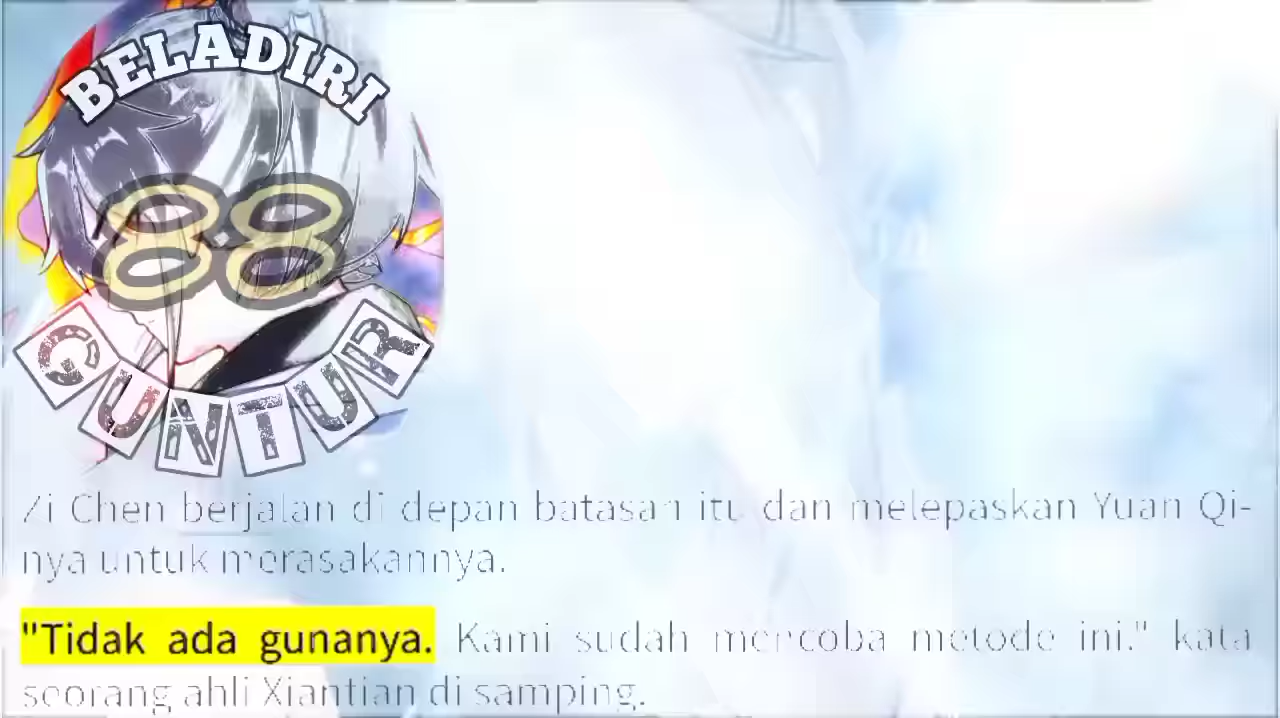 BELADIRI
88
GUNTUR
Zi Chen berjalan di depan batasan itu dan melepaskan Yuan Qi-
nya untuk merasakannya.
"Tidak ada gunanya. Kami sudah mencoba metode ini." kata
seorang ahli Xiantian di samping.